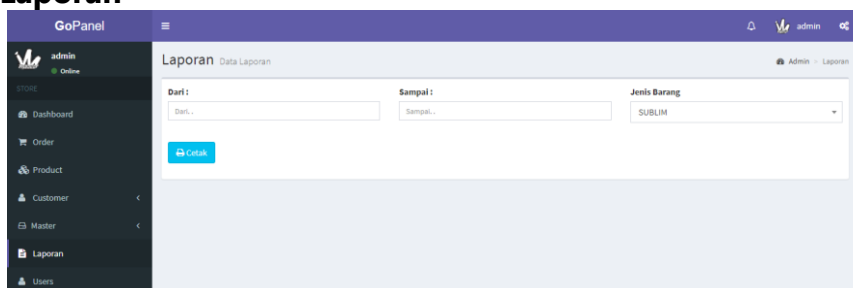 Laporan
GoPanel
admin
admin
Online
Laporan Data Laporan
Admin > Laporan
STORE
Dashboard
Order
Product
Customer
Master
Laporan
Users
Dari :
Dari. .
Sampai :
Sampai. .
Jenis Barang
SUBLIM
Cetak